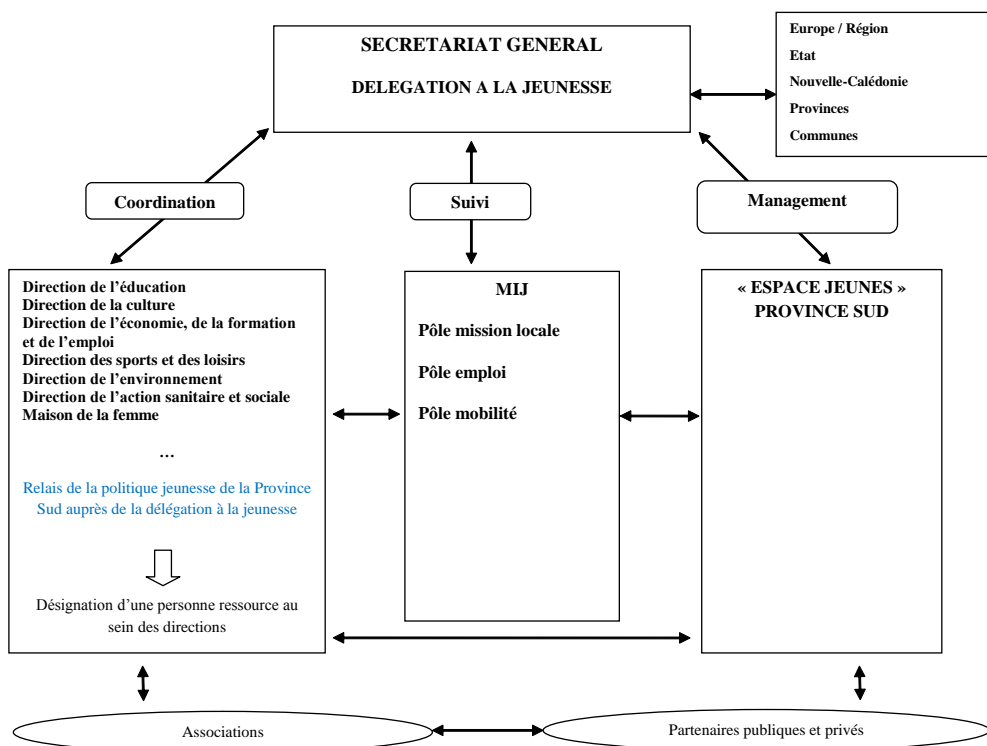 SECRETARIAT GENERAL
DELEGATION A LA JEUNESSE
Europe / Région
Etat
Nouvelle-Calédonie
Provinces
Communes
Coordination
Suivi
Management
Direction de l’éducation
Direction de la culture
Direction de l’économie, de la formation
et de l’emploi
Direction des sports et des loisirs
Direction de l’environnement
Direction de l’action sanitaire et sociale
Maison de la femme
…
Relais de la politique jeunesse de la Province
Sud auprès de la délégation à la jeunesse
Désignation d’une personne ressource au
sein des directions
MIJ
Pôle mission locale
Pôle emploi
Pôle mobilité
« ESPACE JEUNES »
PROVINCE SUD
Associations
Partenaires publiques et privés